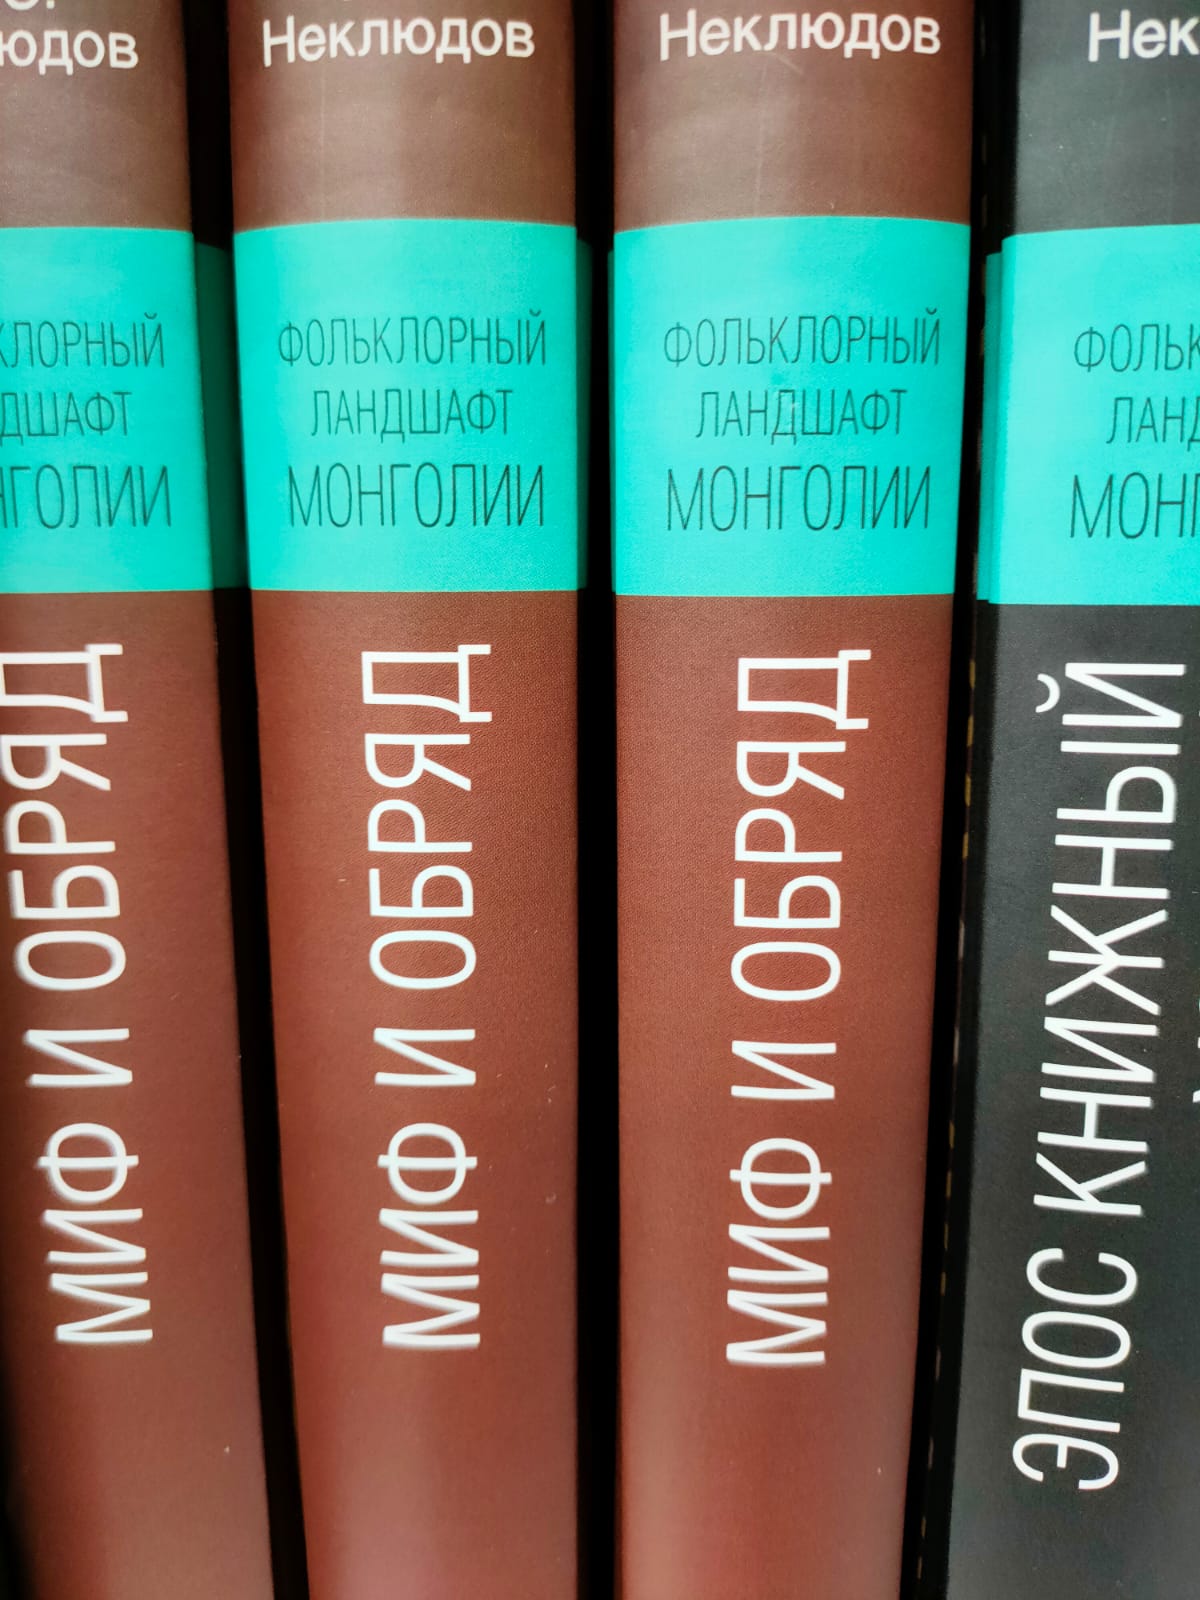 Неклюдов
ФОЛЬКЛОРНЫЙ
ЛАНДШАФТ
МОНГОЛИИ
МИФ И ОБРЯД
Неклюдов
ФОЛЬКЛОРНЫЙ
ЛАНДШАФТ
МОНГОЛИИ
МИФ И ОБРЯД
МИФ И ОБРЯД
ЭПОС КНИЖНЫЙ